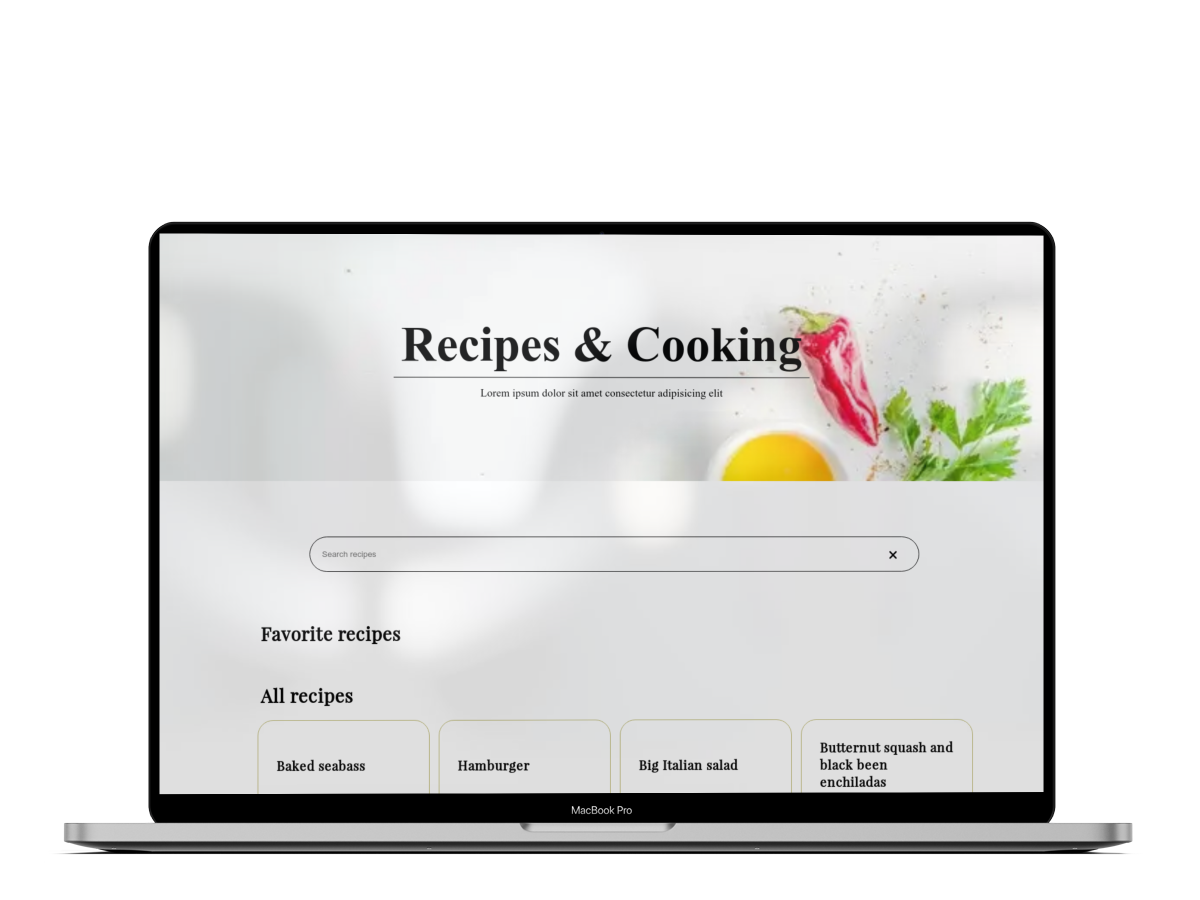 Recipes & Cooking
Lorem ipsum dolor sit amet consectetur adipisicing elit
Search recipes
Favorite recipes
All recipes
Baked seabass
Hamburger
Big Italian salad
Butternut squash and
black been
enchiladas
MacBook Pro